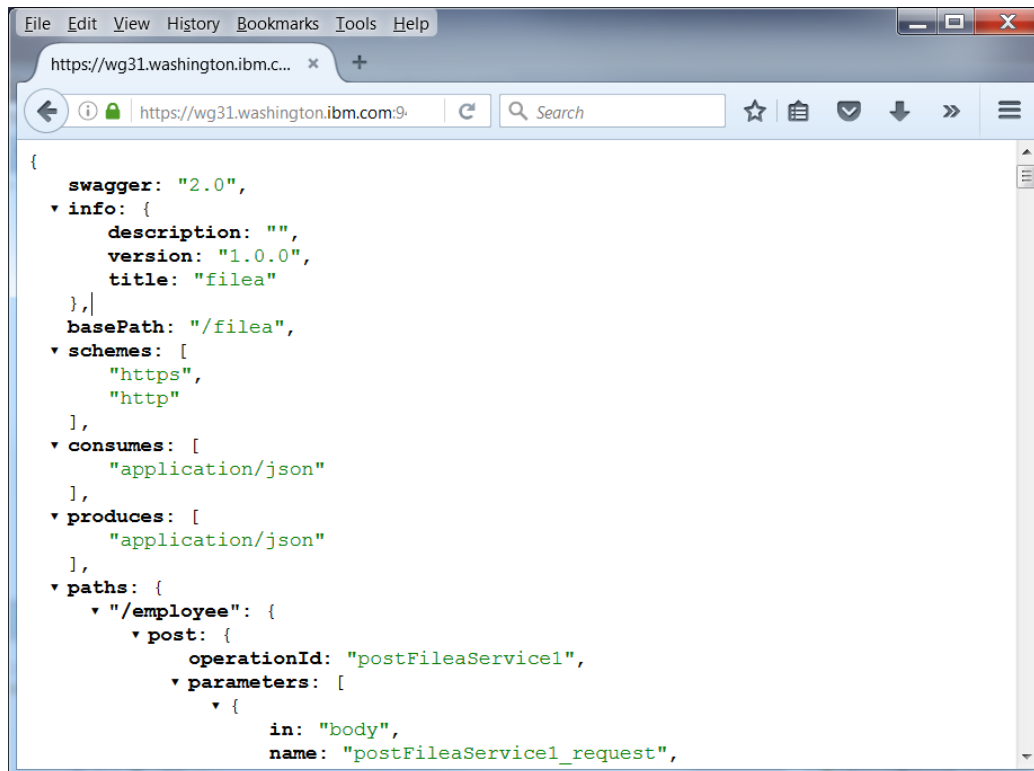 File Edit View History Bookmarks Tools Help
https://wg31.washington.ibm.c... × +
https://wg31.washington.ibm.com:9 Search
{
swagger: "2.0",
▾ info: {
description: "",
version: "1.0.0",
title: "filea"
},
basePath: "/filea",
▾ schemes: [
"https",
"http"
],
▾ consumes: [
"application/json"
],
▾ produces: [
"application/json"
],
▾ paths: {
▾ "/employee": {
▾ post: {
operationId: "postFileaService1",
▾ parameters: [
▾ {
in: "body",
name: "postFileaService1_request",